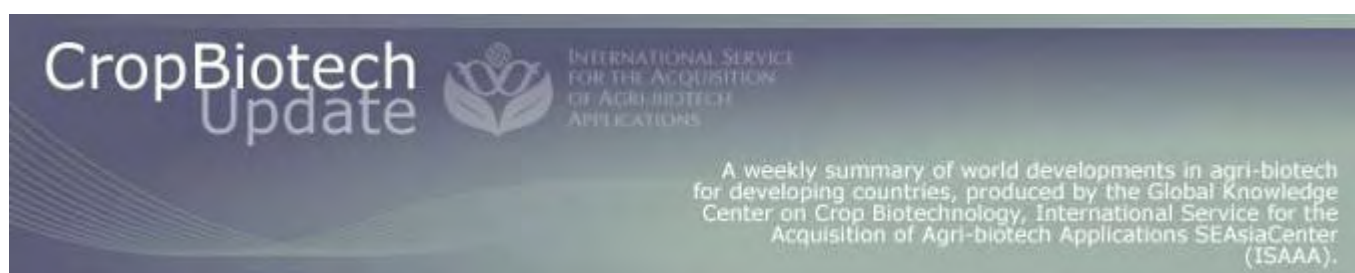 CropBiotech
Update
INTERNATIONAL SERVICE
FOR THE ACQUISITION
OF AGRI-BIOTECH
APPLICATIONS
A weekly summary of world developments in agri-biotech
for developing countries, produced by the Global Knowledge
Center on Crop Biotechnology, International Service for the
Acquisition of Agri-biotech Applications SEAsiaCenter
(ISAAA).